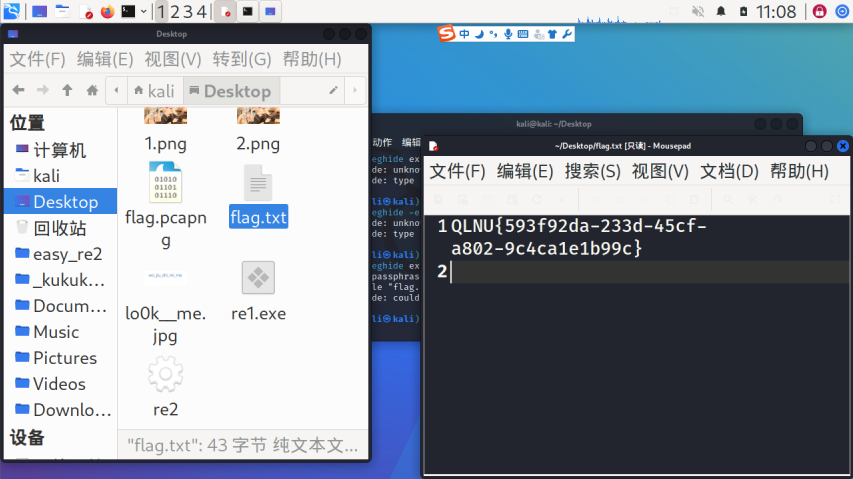 1 2 3 4
11:08
Desktop
文件(F) 编辑(E) 视图(V) 转到(G) 帮助(H)
kali Desktop
位置
计算机
kali
Desktop
回收站
easy_re2
_kukuk…
Docum…
Music
Pictures
Videos
Downlo…
设备
1.png
2.png
flag.pcapn
g
flag.txt
lo0k__me.
jpg
re1.exe
re2
"flag.txt": 43 字节 纯文本文…
中
kali@kali: ~/Desktop
动作 编辑
eghide ex
de: unkno
de: type
li㉿kali)
eghide -e
de: unkno
de: type
li㉿kali)
eghide ex
passphras
le "flag.
de: could
li㉿kali)
~/Desktop/flag.txt [只读] - Mousepad
文件(F) 编辑(E) 搜索(S) 视图(V) 文档(D) 帮助(H)
1 QLNU{593f92da-233d-45cf-
a802-9c4ca1e1b99c}
2